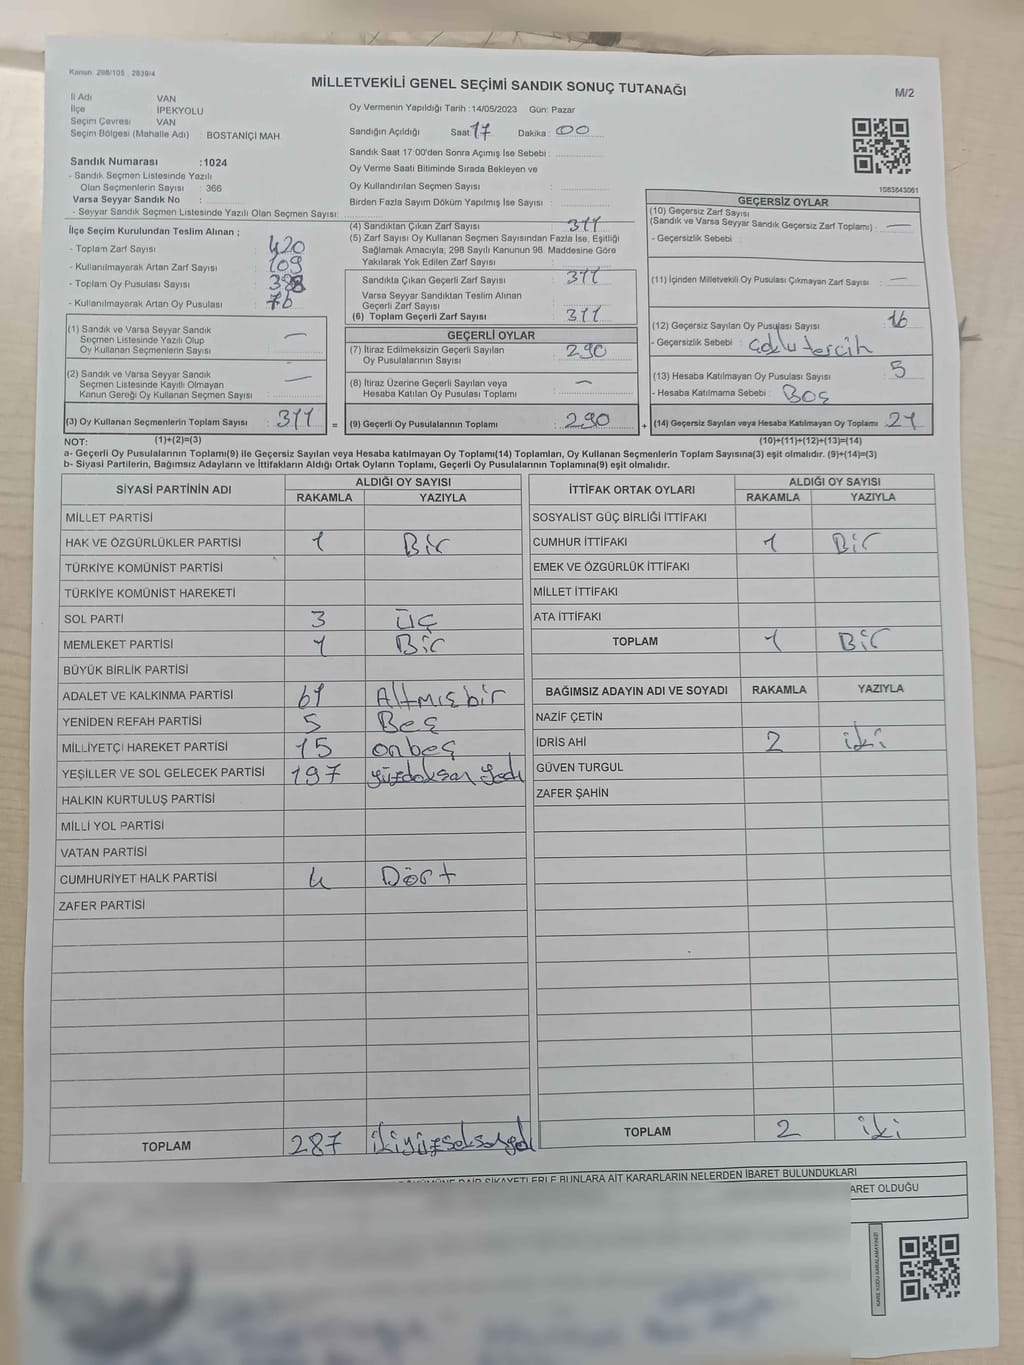 Kanun: 298/105 , 2839/4
MİLLETVEKİLİ GENEL SEÇİMİ SANDIK SONUÇ TUTANAĞI
M/2
İl Adı VAN
İlçe İPEKYOLU
Seçim Çevresi VAN
Seçim Bölgesi (Mahalle Adı) : BOSTANİÇİ MAH
Sandık Numarası :1024
- Sandık Seçmen Listesinde Yazılı
Olan Seçmenlerin Sayısı : 366
Varsa Seyyar Sandık No :
- Seyyar Sandık Seçmen Listesinde Yazılı Olan Seçmen Sayısı:
Oy Vermenin Yapıldığı Tarih :14/05/2023 Gün: Pazar
Sandığın Açıldığı Saat 17 Dakika : 00
Sandık Saat 17:00'den Sonra Açımış İse Sebebi :
Oy Verme Saati Bitiminde Sırada Bekleyen ve
Oy Kullandırılan Seçmen Sayısı :
Birden Fazla Sayım Döküm Yapılmış İse Sayısı :
1083843061
İlçe Seçim Kurulundan Teslim Alınan ;
- Toplam Zarf Sayısı : 420
- Kullanılmayarak Artan Zarf Sayısı : 109
- Toplam Oy Pusulası Sayısı :
- Kullanılmayarak Artan Oy Pusulası : 76
(1) Sandık ve Varsa Seyyar Sandık
Seçmen Listesinde Yazılı Olup
Oy Kullanan Seçmenlerin Sayısı : —
(2) Sandık ve Varsa Seyyar Sandık
Seçmen Listesinde Kayıtlı Olmayan
Kanun Gereği Oy Kullanan Seçmen Sayısı : —
(3) Oy Kullanan Seçmenlerin Toplam Sayısı : 311 =
(4) Sandıktan Çıkan Zarf Sayısı : 311
(5) Zarf Sayısı Oy Kullanan Seçmen Sayısından Fazla İse, Eşitliği
Sağlamak Amacıyla, 298 Sayılı Kanunun 98. Maddesine Göre
Yakılarak Yok Edilen Zarf Sayısı :
Sandıkta Çıkan Geçerli Zarf Sayısı : 311
Varsa Seyyar Sandıktan Teslim Alınan
Geçerli Zarf Sayısı :
(6) Toplam Geçerli Zarf Sayısı : 311
GEÇERLİ OYLAR
(7) İtiraz Edilmeksizin Geçerli Sayılan
Oy Pusulalarının Sayısı : 290
(8) İtiraz Üzerine Geçerli Sayılan veya
Hesaba Katılan Oy Pusulası Toplamı : —
(9) Geçerli Oy Pusulalarının Toplamı : 290 +
GEÇERSİZ OYLAR
(10) Geçersiz Zarf Sayısı
(Sandık ve Varsa Seyyar Sandık Geçersiz Zarf Toplamı) : —
- Geçersizlik Sebebi :
(11) İçinden Milletvekili Oy Pusulası Çıkmayan Zarf Sayısı : —
(12) Geçersiz Sayılan Oy Pusulası Sayısı : 16
- Geçersizlik Sebebi : çoklu tercih
(13) Hesaba Katılmayan Oy Pusulası Sayısı : 5
- Hesaba Katılmama Sebebi : Boş
(14) Geçersiz Sayılan veya Hesaba Katılmayan Oy Toplamı : 21
NOT: (1)+(2)=(3) (10)+(11)+(12)+(13)=(14)
a- Geçerli Oy Pusulalarının Toplamı(9) ile Geçersiz Sayılan veya Hesaba katılmayan Oy Toplamı(14) Toplamları, Oy Kullanan Seçmenlerin Toplam Sayısına(3) eşit olmalıdır. (9)+(14)=(3)
b- Siyasi Partilerin, Bağımsız Adayların ve İttifakların Aldığı Ortak Oyların Toplamı, Geçerli Oy Pusulalarının Toplamına(9) eşit olmalıdır.
SİYASİ PARTİNİN ADI ALDIĞI OY SAYISI
RAKAMLA YAZIYLA
MİLLET PARTİSİ
HAK VE ÖZGÜRLÜKLER PARTİSİ 1 Bir
TÜRKİYE KOMÜNİST PARTİSİ
TÜRKİYE KOMÜNİST HAREKETİ
SOL PARTİ 3 üç
MEMLEKET PARTİSİ 1 Bir
BÜYÜK BİRLİK PARTİSİ
ADALET VE KALKINMA PARTİSİ 61 Altmışbir
YENİDEN REFAH PARTİSİ 5 Beş
MİLLİYETÇİ HAREKET PARTİSİ 15 onbeş
YEŞİLLER VE SOL GELECEK PARTİSİ 197 yüzdoksan yedi
HALKIN KURTULUŞ PARTİSİ
MİLLİ YOL PARTİSİ
VATAN PARTİSİ
CUMHURİYET HALK PARTİSİ 4 Dört
ZAFER PARTİSİ
TOPLAM 287 ikiyüzseksenyedi
İTTİFAK ORTAK OYLARI ALDIĞI OY SAYISI
RAKAMLA YAZIYLA
SOSYALİST GÜÇ BİRLİĞİ İTTİFAKI
CUMHUR İTTİFAKI 1 Bir
EMEK VE ÖZGÜRLÜK İTTİFAKI
MİLLET İTTİFAKI
ATA İTTİFAKI
TOPLAM 1 Bir
BAĞIMSIZ ADAYIN ADI VE SOYADI RAKAMLA YAZIYLA
NAZİF ÇETİN
İDRİS AHİ 2 iki
GÜVEN TURGUL
ZAFER ŞAHİN
TOPLAM 2 iki
ŞİKAYETLERLE BUNLARA AİT KARARLARIN NELERDEN İBARET BULUNDUKLARI
OLDUĞU